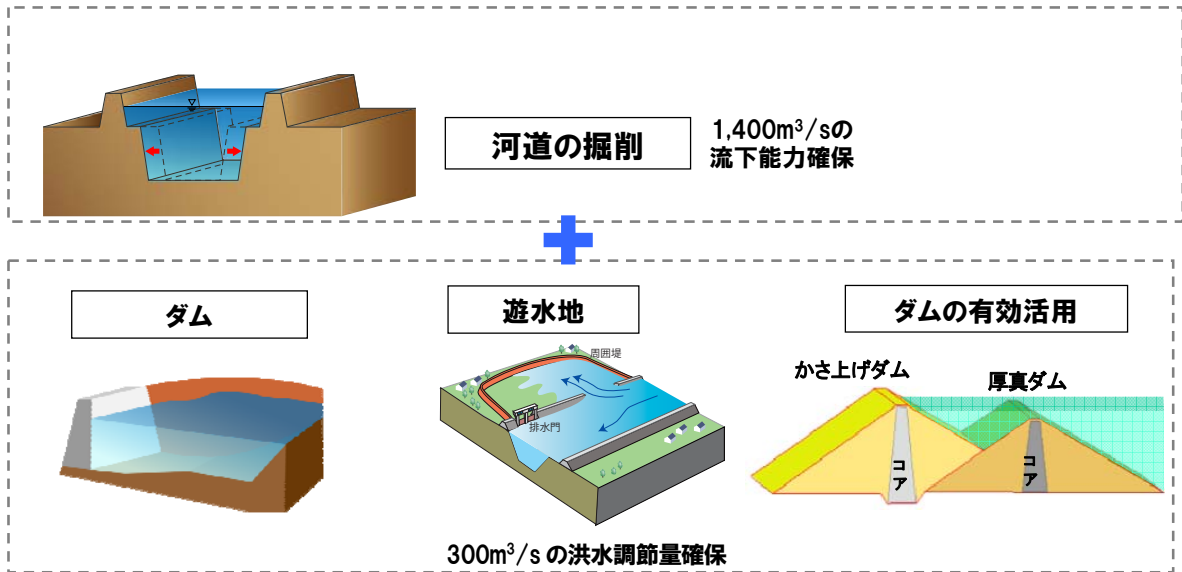 河道の掘削
1,400m³/sの
流下能力確保
ダム
遊水地
ダムの有効活用
周囲堤
排水門
かさ上げダム
厚真ダム
コア
コア
300m³/s の洪水調節量確保